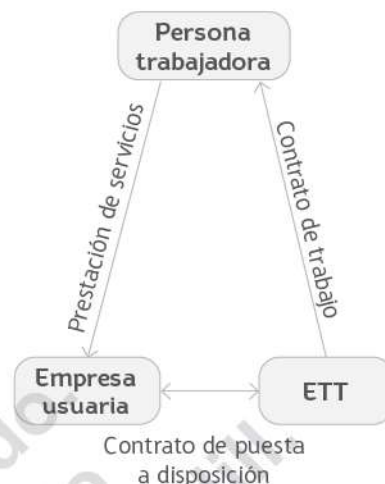 Persona
trabajadora
Prestación de servicios
Contrato de trabajo
Empresa
usuaria
ETT
Contrato de puesta
a disposición